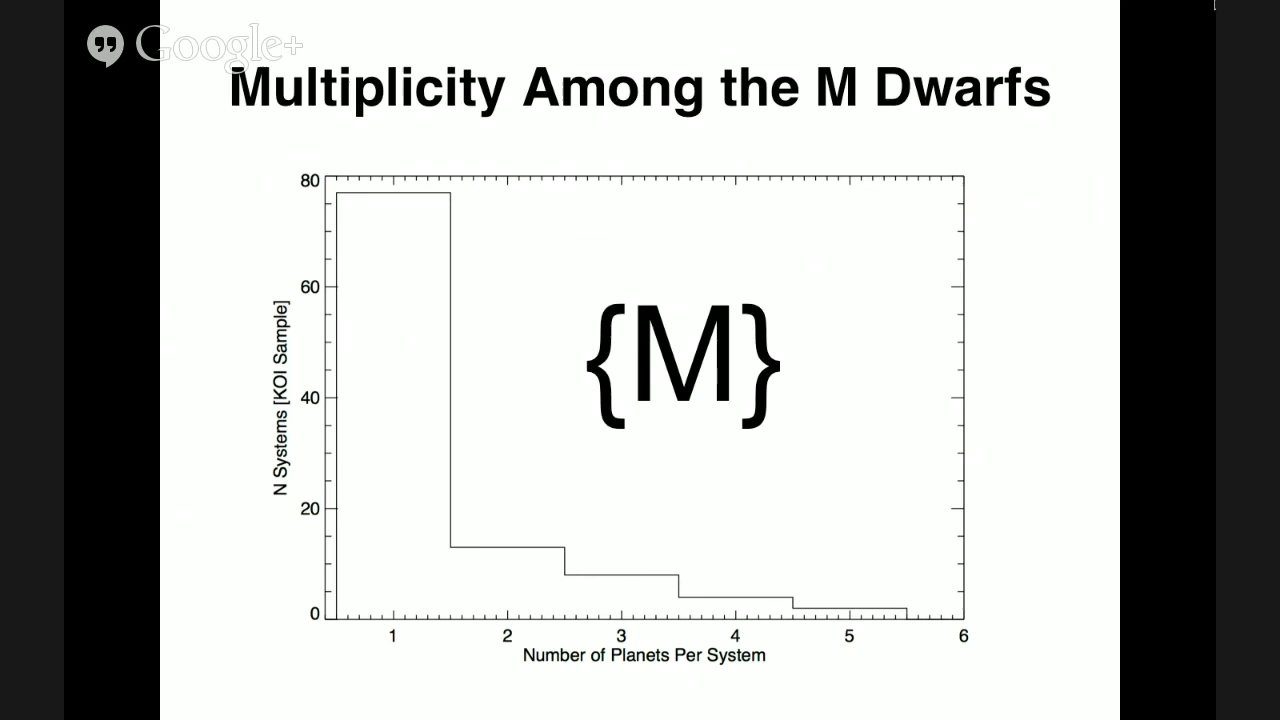 Google+
Multiplicity Among the M Dwarfs
80
60
40
20
0
N Systems [KOI Sample]
{M}
1 2 3 4 5 6
Number of Planets Per System